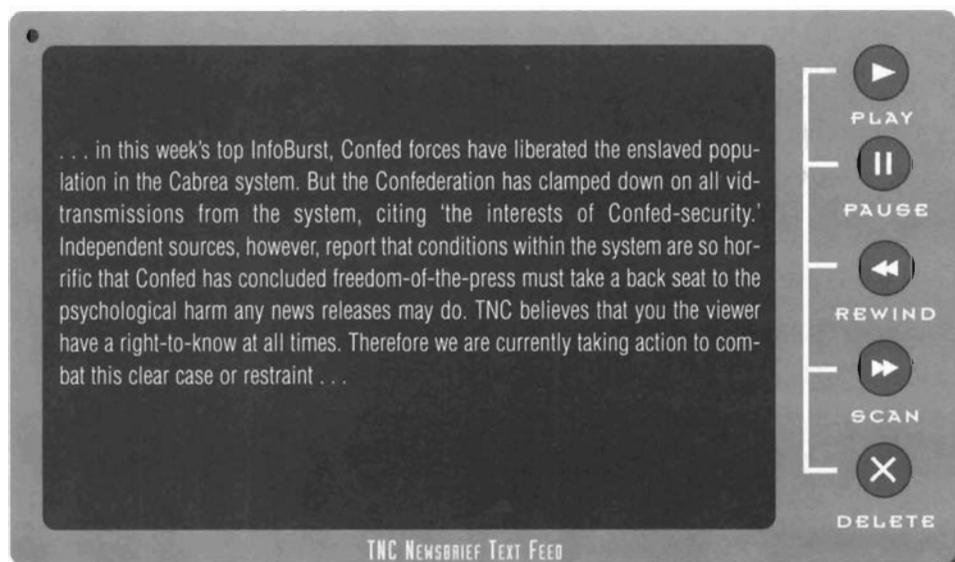 . . . in this week's top InfoBurst, Confed forces have liberated the enslaved popu-
lation in the Cabrea system. But the Confederation has clamped down on all vid-
transmissions from the system, citing 'the interests of Confed-security.'
Independent sources, however, report that conditions within the system are so hor-
rific that Confed has concluded freedom-of-the-press must take a back seat to the
psychological harm any news releases may do. TNC believes that you the viewer
have a right-to-know at all times. Therefore we are currently taking action to com-
bat this clear case or restraint . . .
PLAY
PAUSE
REWIND
SCAN
DELETE
TNC NEWSBRIEF TEXT FEED